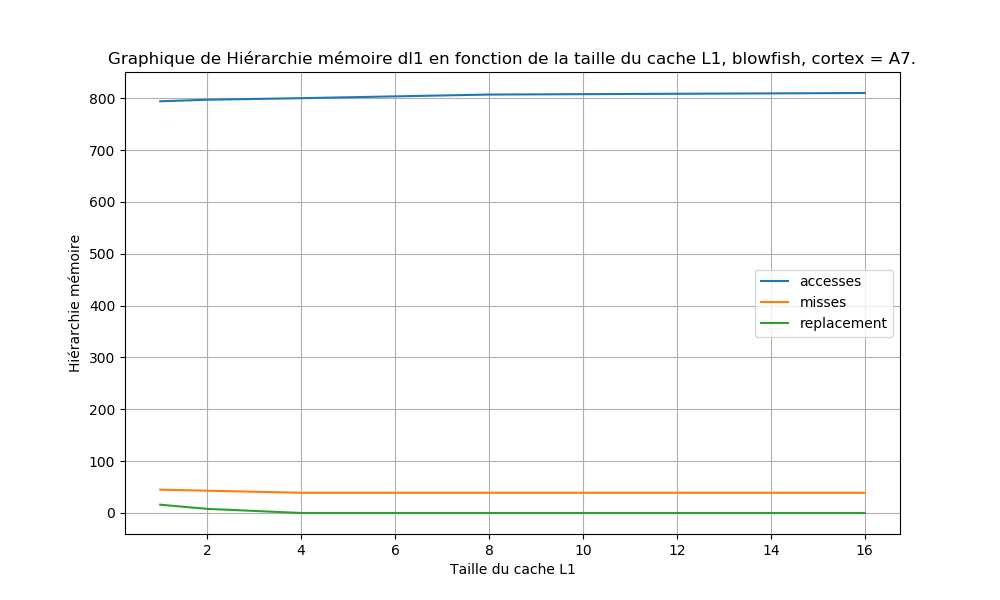 Graphique de Hiérarchie mémoire dl1 en fonction de la taille du cache L1, blowfish, cortex = A7.
800
700
600
500
400
300
200
100
0
Hiérarchie mémoire
accesses
misses
replacement
2 4 6 8 10 12 14 16
Taille du cache L1